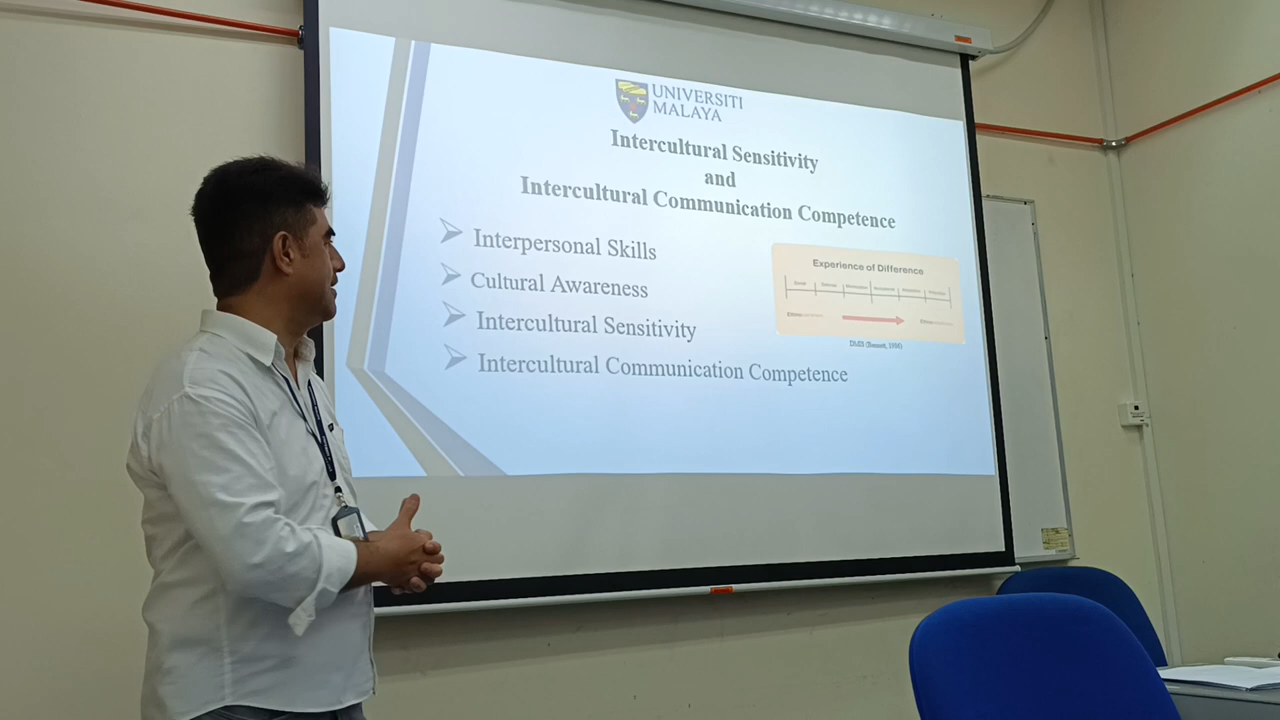 UNIVERSITI
MALAYA
Intercultural Sensitivity
and
Intercultural Communication Competence
Interpersonal Skills
Cultural Awareness
Intercultural Sensitivity
Intercultural Communication Competence
Experience of Difference